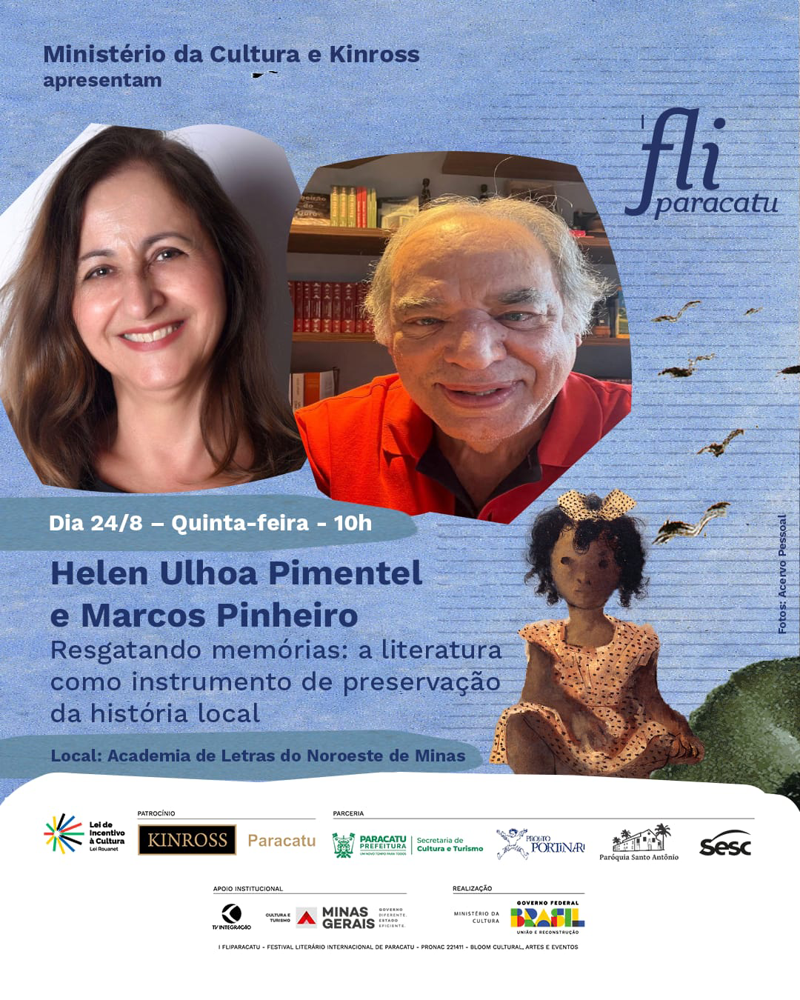 Ministério da Cultura e Kinross
apresentam
I
fli
paracatu
Dia 24/8 – Quinta-feira - 10h
Helen Ulhoa Pimentel
e Marcos Pinheiro
Resgatando memórias: a literatura
como instrumento de preservação
da história local
Local: Academia de Letras do Noroeste de Minas
Fotos: Acervo Pessoal
Lei de
Incentivo
à Cultura
Lei Rouanet
PATROCÍNIO
KINROSS
Paracatu
PARCERIA
PARACATU
PREFEITURA
UM NOVO TEMPO PARA TODOS
Secretaria de
Cultura e Turismo
PROJETO
PORTINARI
Paróquia Santo Antônio
Sesc
APOIO INSTITUCIONAL
TV INTEGRAÇÃO
CULTURA E
TURISMO
MINAS
GERAIS
GOVERNO
DIFERENTE.
ESTADO
EFICIENTE.
REALIZAÇÃO
MINISTÉRIO DA
CULTURA
GOVERNO FEDERAL
BRASIL
UNIÃO E RECONSTRUÇÃO
I FLIPARACATU - FESTIVAL LITERÁRIO INTERNACIONAL DE PARACATU - PRONAC 221411 - BLOOM CULTURAL, ARTES E EVENTOS